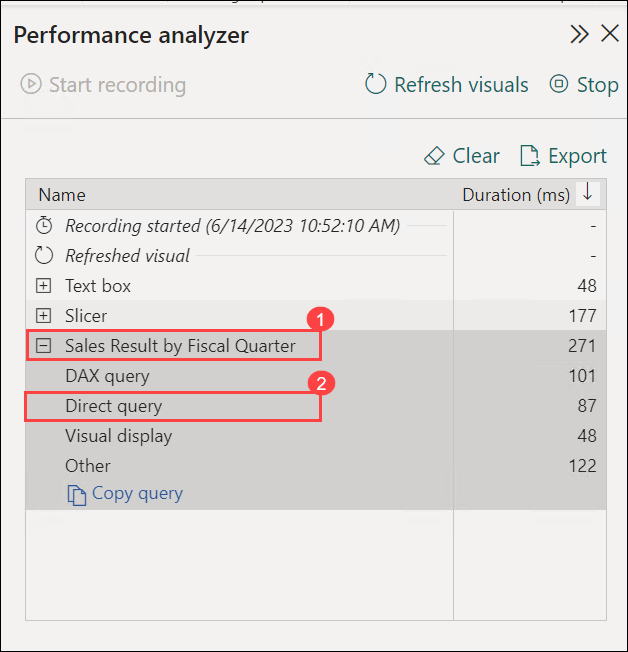 Performance analyzer
Start recording Refresh visuals Stop
Clear Export
Name Duration (ms)
Recording started (6/14/2023 10:52:10 AM) -
Refreshed visual -
Text box 48
Slicer 177
1
Sales Result by Fiscal Quarter 271
DAX query 101
2
Direct query 87
Visual display 48
Other 122
Copy query